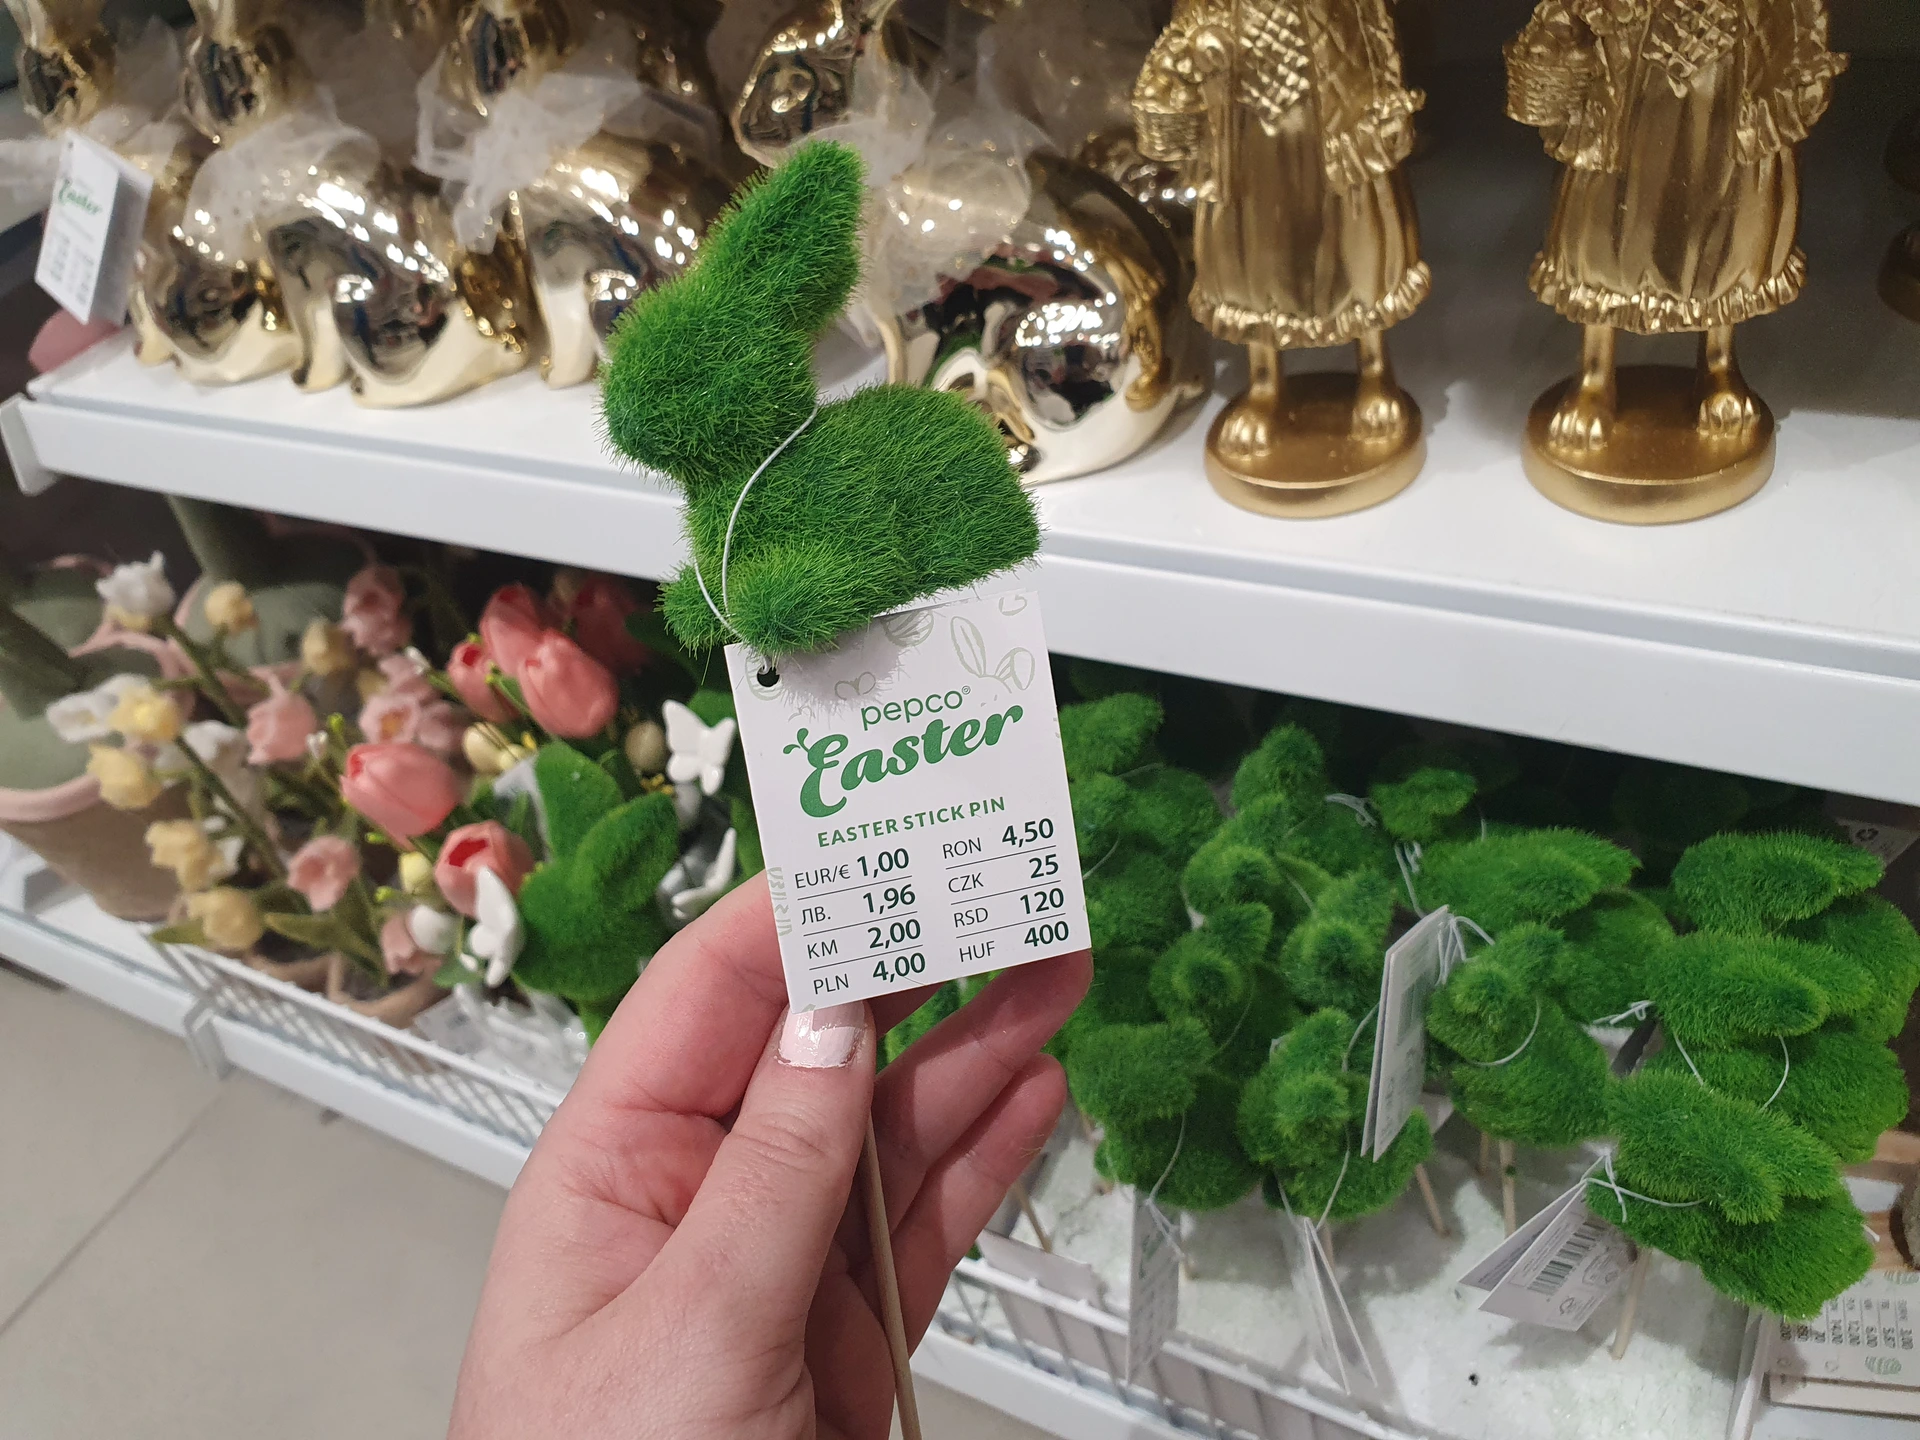 pepco®
Easter
EASTER STICK PIN
EUR/€ 1,00
ЛВ. 1,96
KM 2,00
PLN 4,00
RON 4,50
CZK 25
RSD 120
HUF 400
Easter